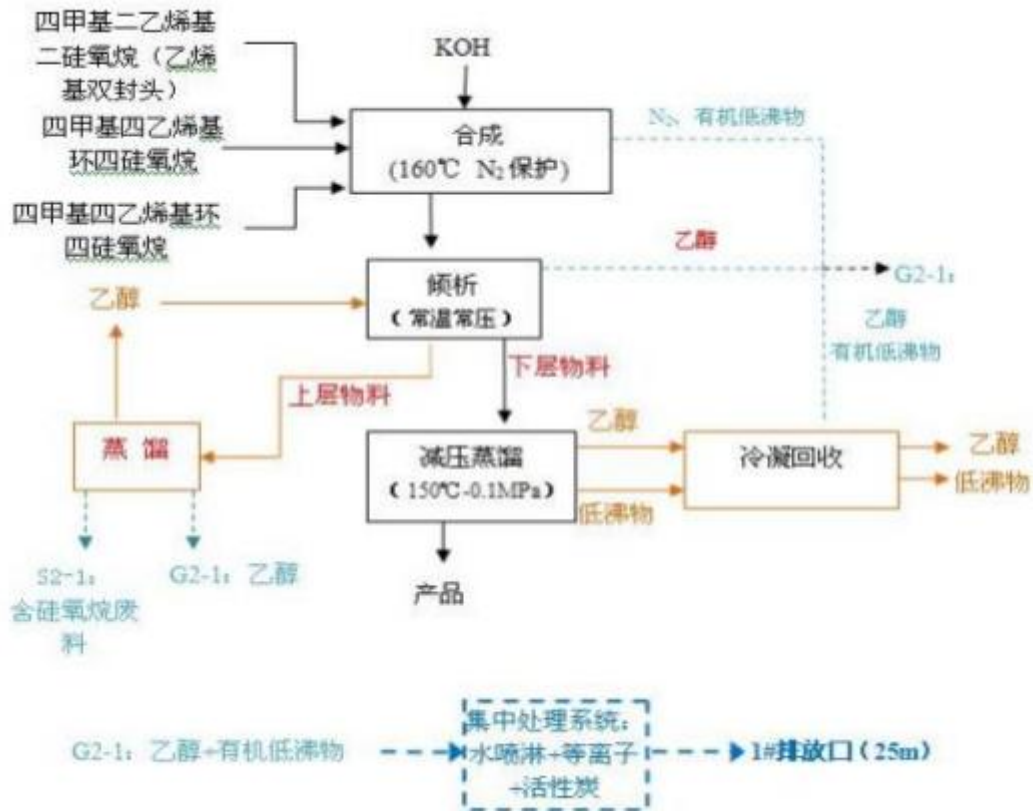 四甲基二乙烯基
二硅氧烷（乙烯
基双封头）
KOH
四甲基四乙烯基
环四硅氧烷
合成
(160℃ N₂保护)
N₂、有机低沸物
四甲基四乙烯基环
四硅氧烷
乙醇
G2-1:
乙醇
倾析
（常温常压）
乙醇
有机低沸物
上层物料
下层物料
蒸馏
减压蒸馏
（150℃-0.1MPa）
乙醇
低沸物
冷凝回收
乙醇
低沸物
S2-1:
含硅氧烷废
料
G2-1: 乙醇
产品
G2-1: 乙醇+有机低沸物
集中处理系统:
水喷淋+等离子
+活性炭
1#排放口（25m）